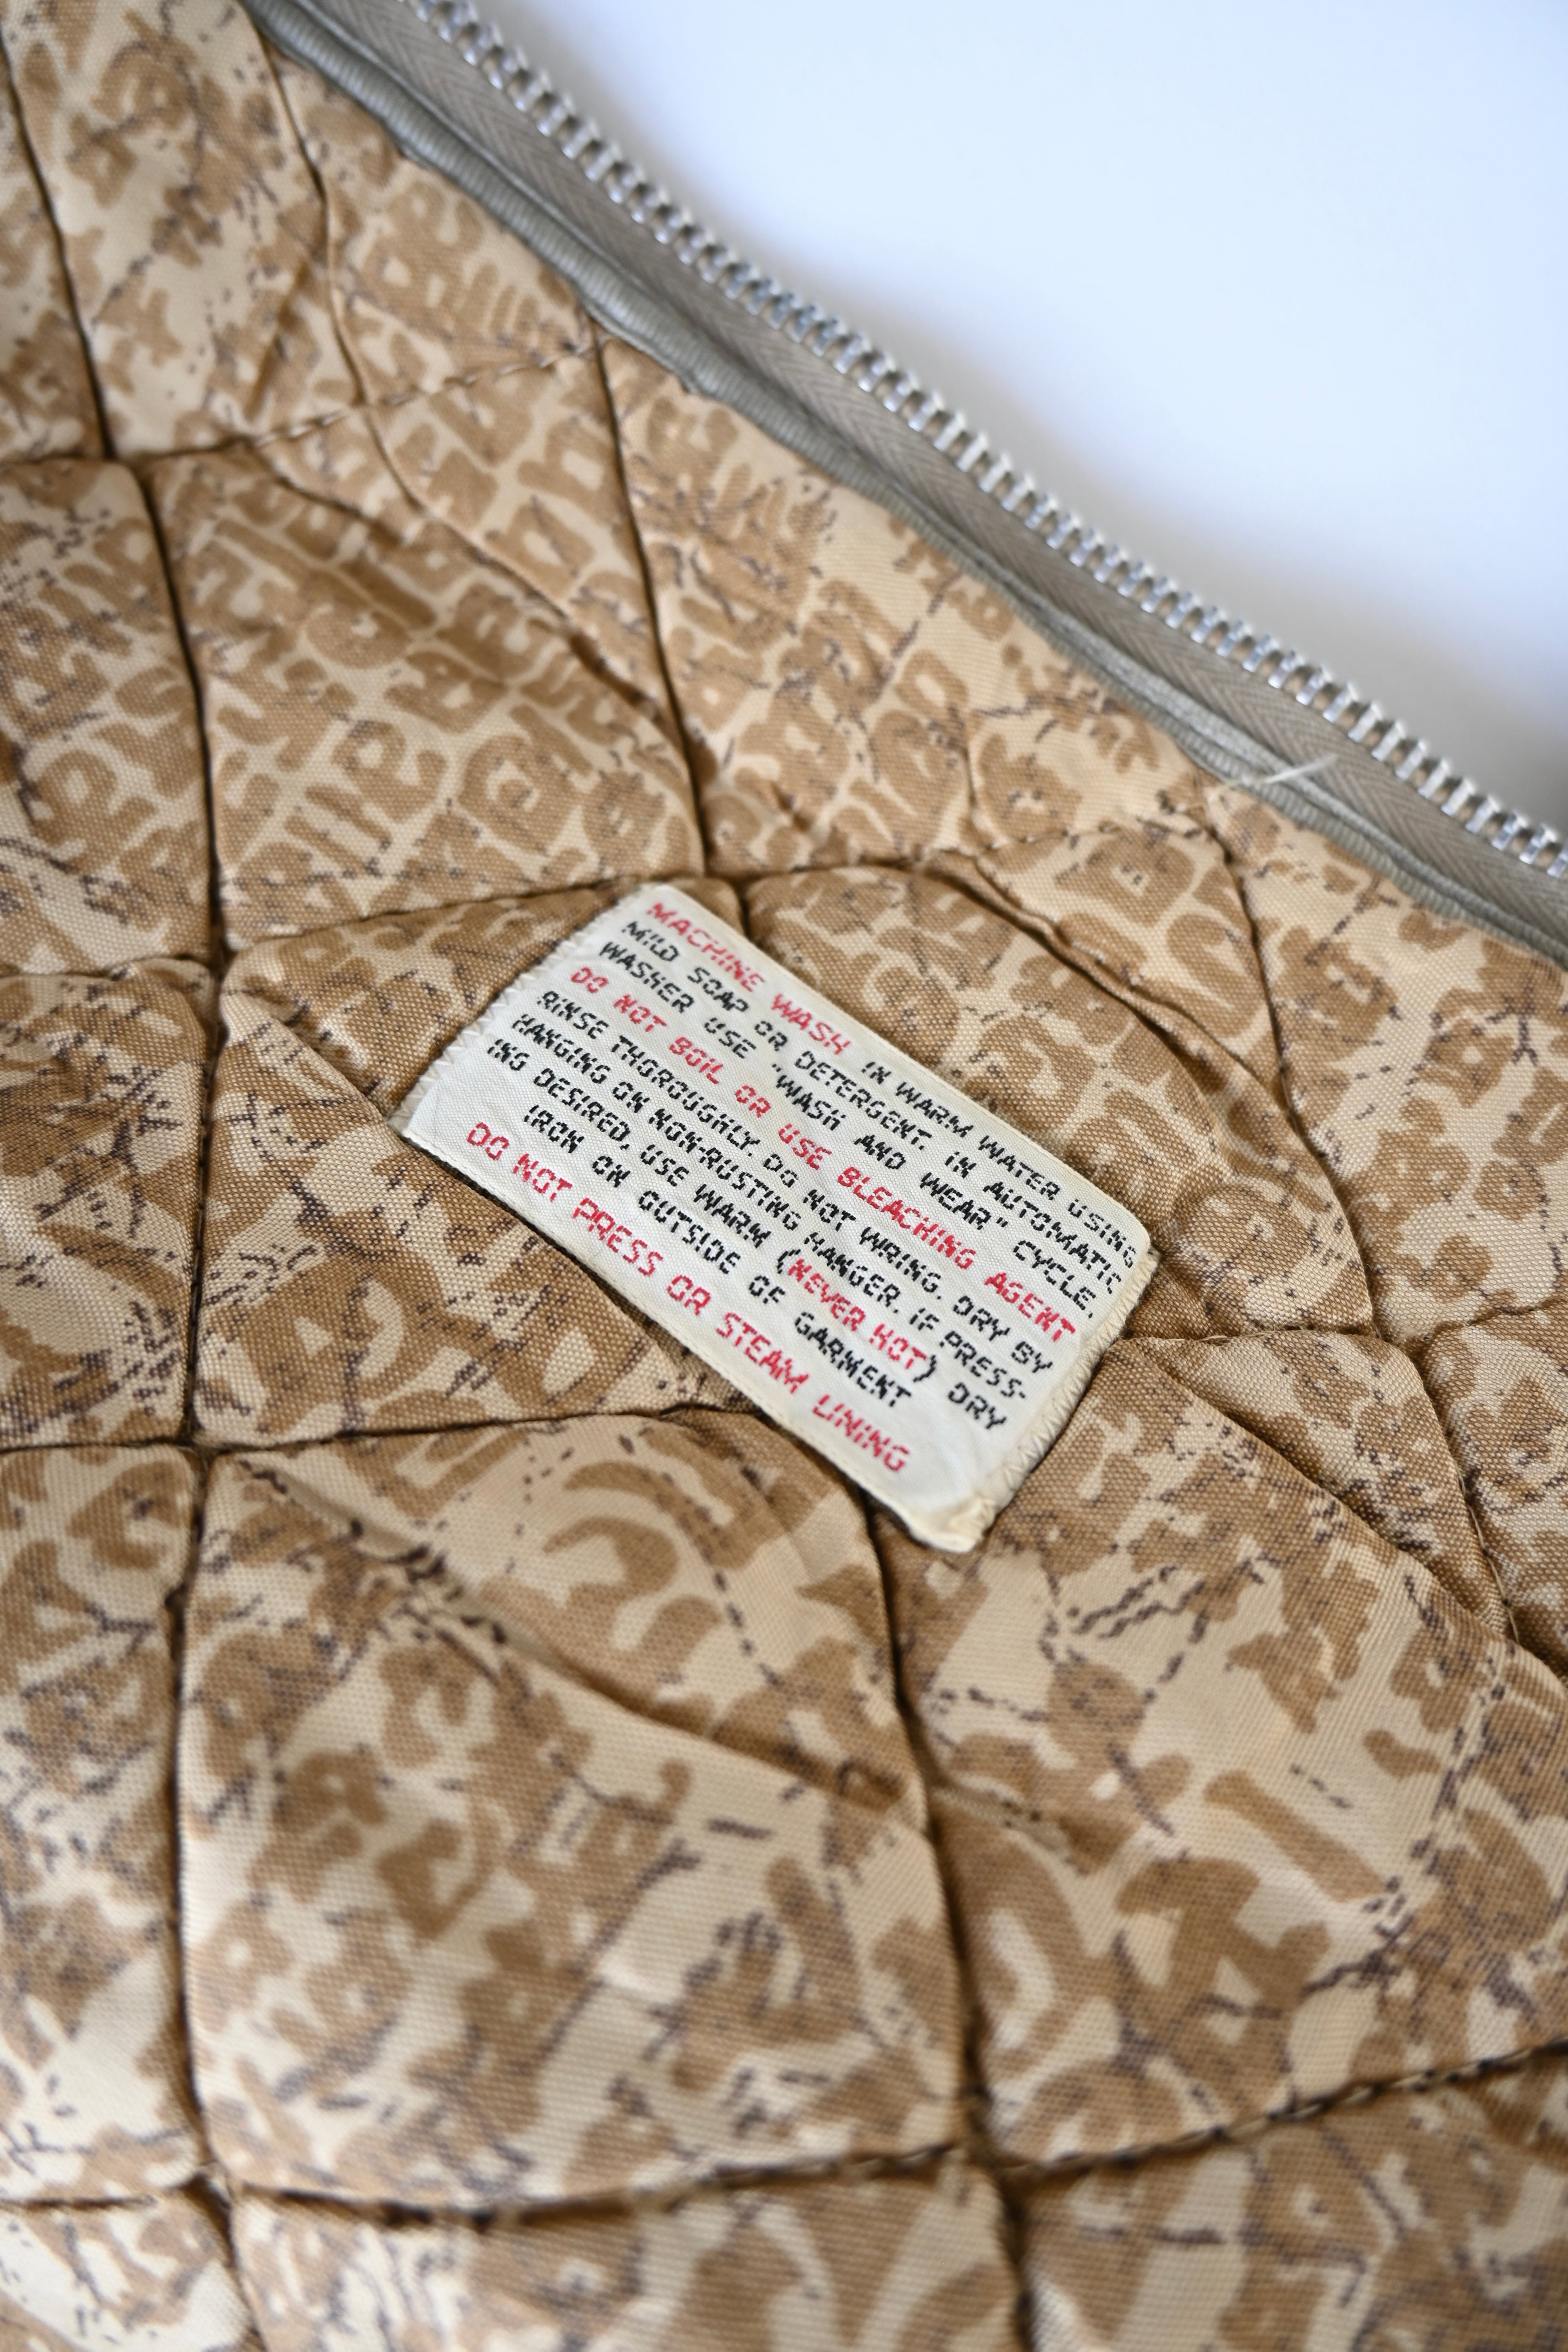 MACHINE WASH IN WARM WATER USING
MILD SOAP OR DETERGENT. IN AUTOMATIC
WASHER USE "WASH AND WEAR" CYCLE.
DO NOT BOIL OR USE BLEACHING AGENT
RINSE THOROUGHLY. DO NOT WRING. DRY BY
HANGING ON NON-RUSTING HANGER. IF PRESS-
ING DESIRED, USE WARM (NEVER HOT) DRY
IRON ON OUTSIDE OF GARMENT
DO NOT PRESS OR STEAM LINING